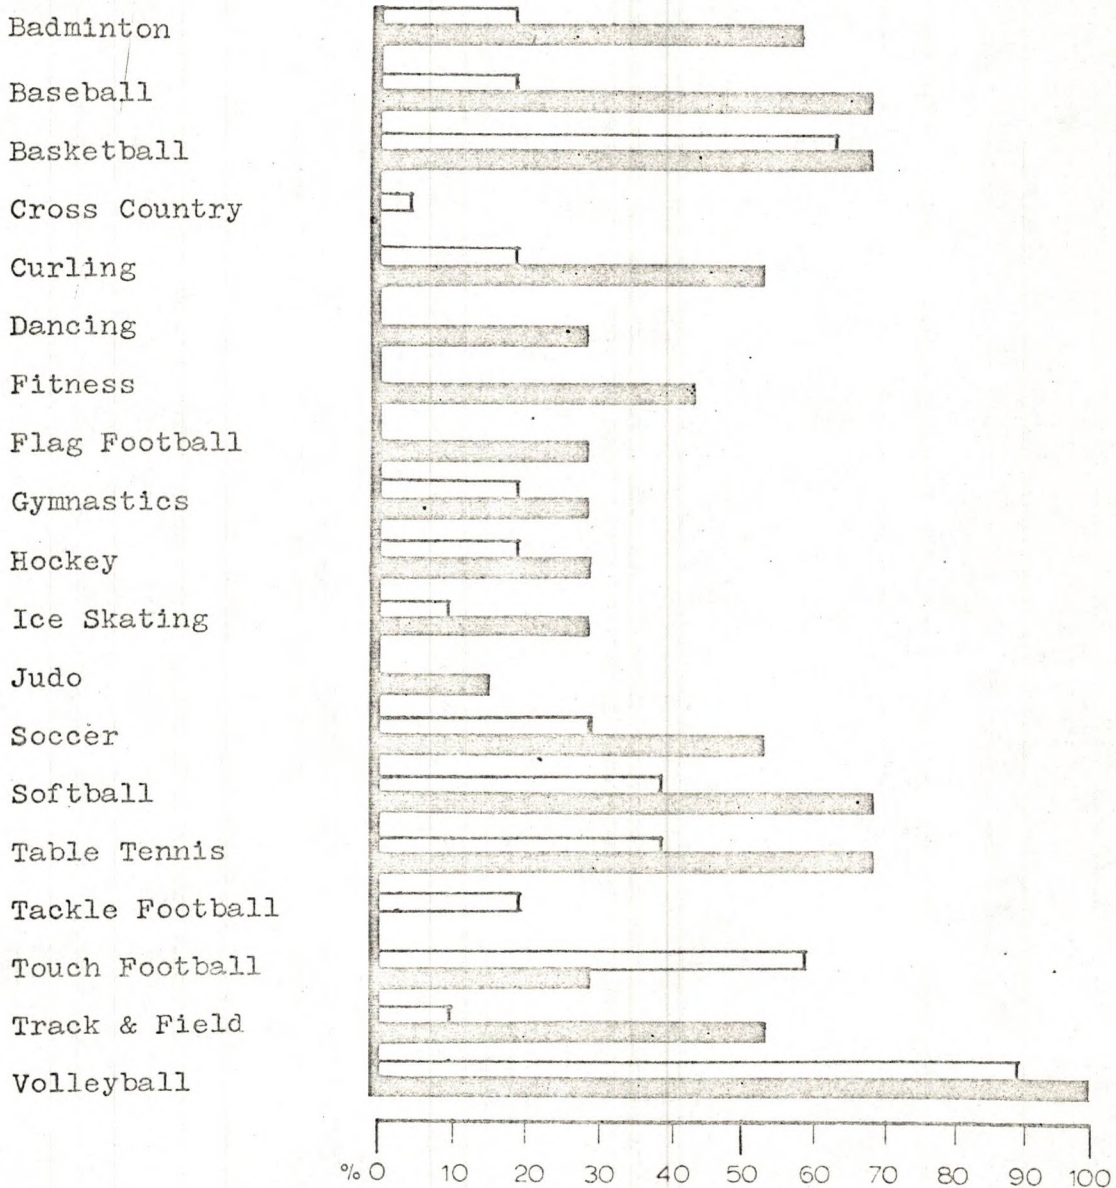 Badminton
Baseball
Basketball
Cross Country
Curling
Dancing
Fitness
Flag Football
Gymnastics
Hockey
Ice Skating
Judo
Soccer
Softball
Table Tennis
Tackle Football
Touch Football
Track & Field
Volleyball
% 0 10 20 30 40 50 60 70 80 90 100